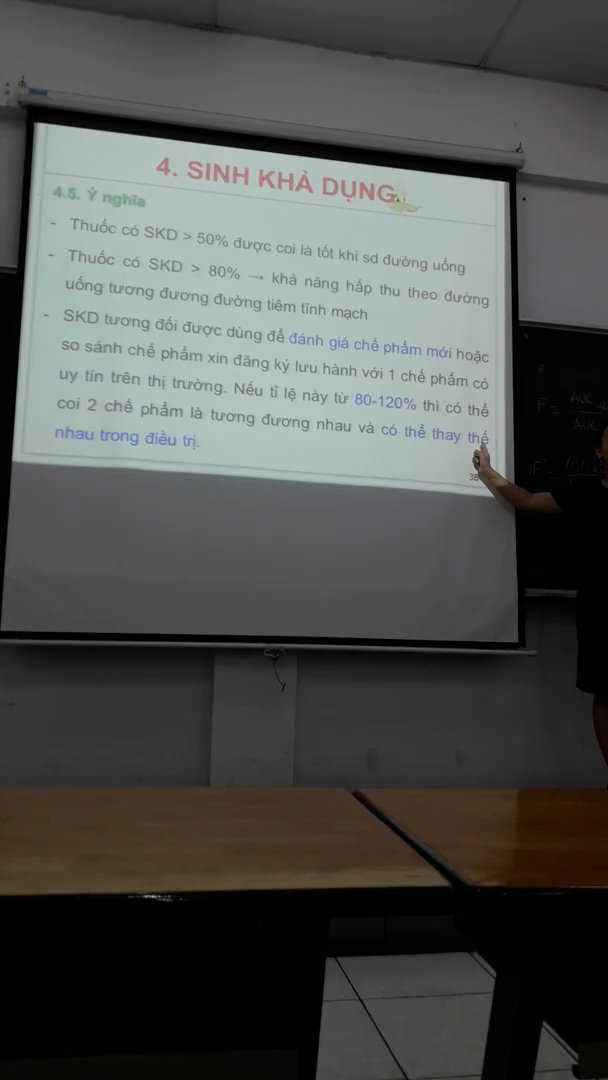 4. SINH KHẢ DỤNG
4.5. Ý nghĩa
- Thuốc có SKD > 50% được coi là tốt khi sd đường uống
- Thuốc có SKD > 80% → khả năng hấp thu theo đường
uống tương đương đường tiêm tĩnh mạch
- SKD tương đối được dùng để đánh giá chế phẩm mới hoặc
so sánh chế phẩm xin đăng ký lưu hành với 1 chế phẩm có
uy tín trên thị trường. Nếu tỉ lệ này từ 80-120% thì có thể
coi 2 chế phẩm là tương đương nhau và có thể thay thế
nhau trong điều trị.
38
F = AUC
AUC